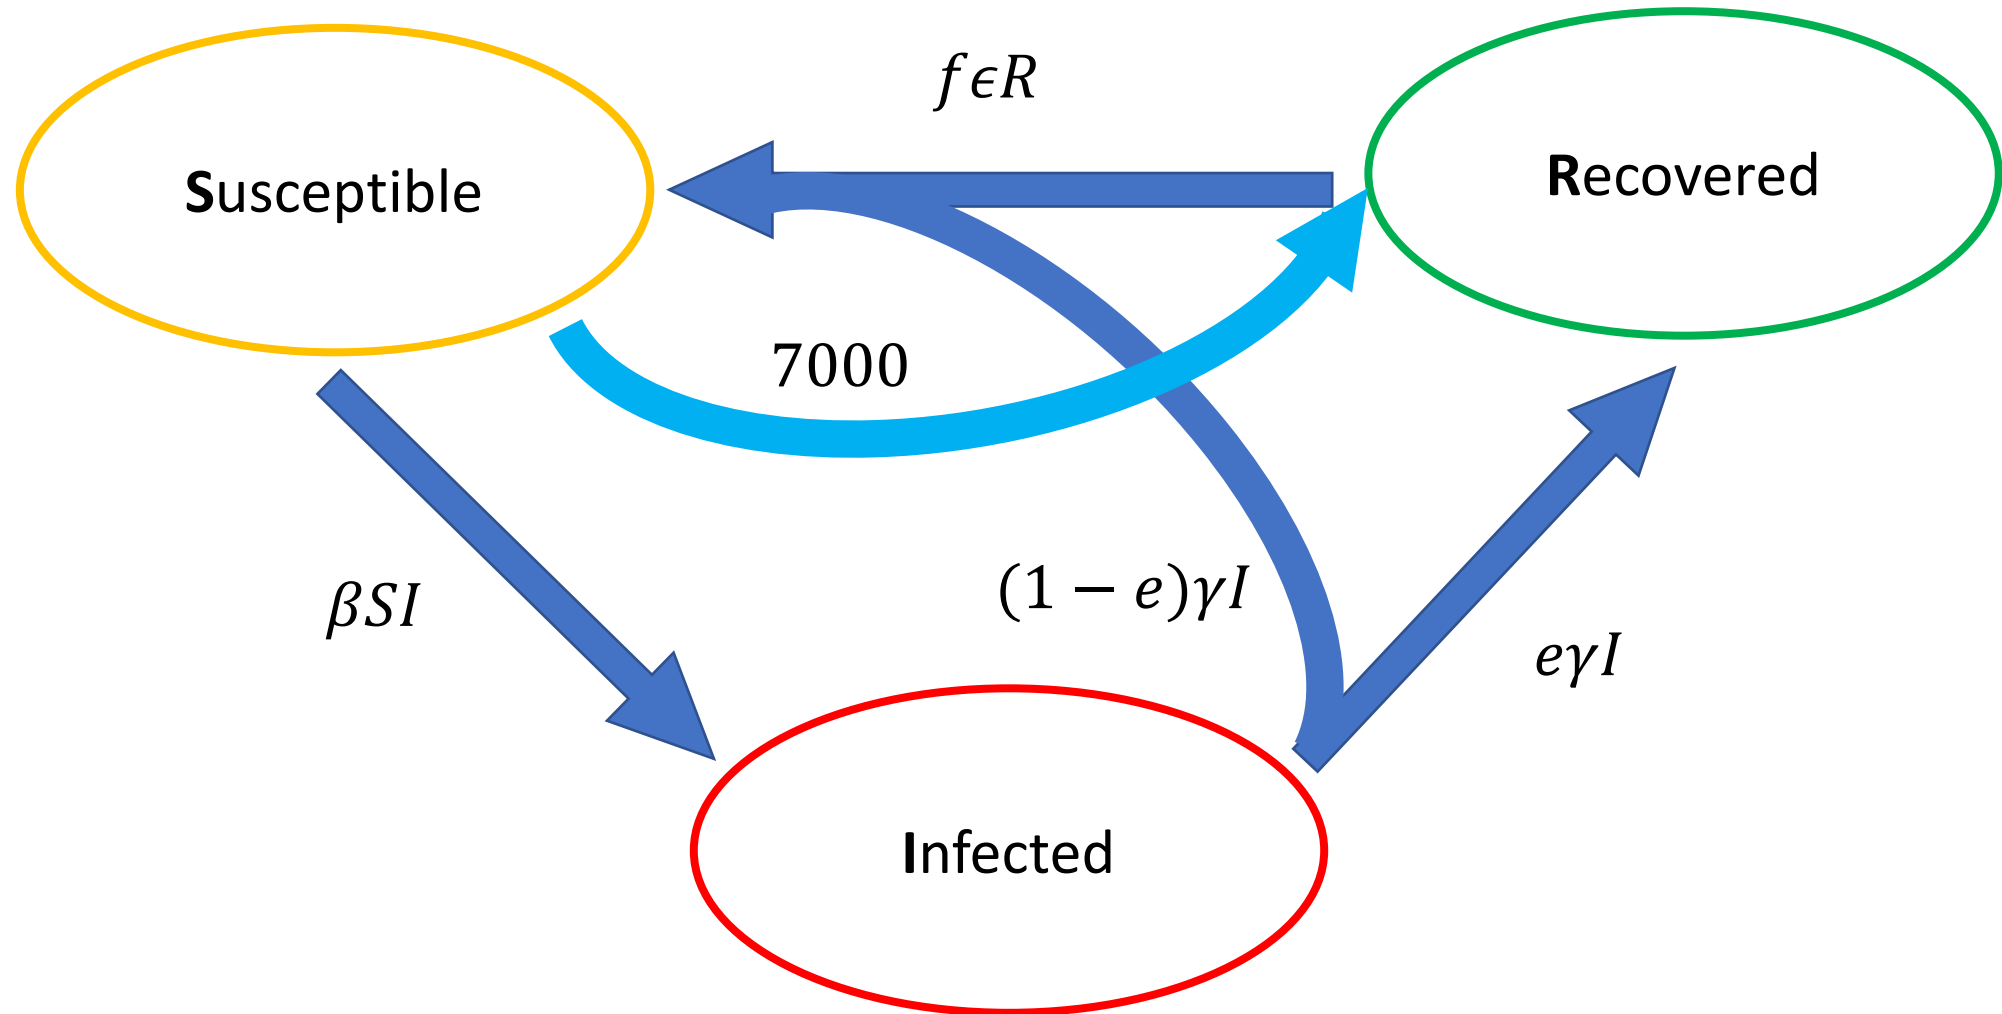 fϵR
Susceptible
Recovered
7000
βSI
(1 − e)γI
eγI
Infected